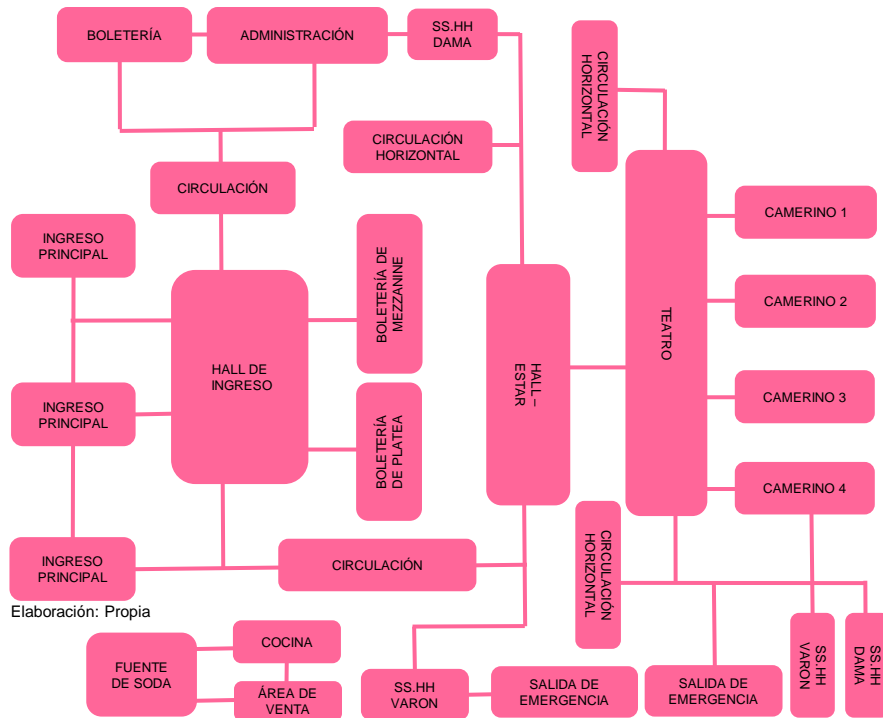 BOLETERÍA
ADMINISTRACIÓN
SS.HH
DAMA
CIRCULACIÓN
HORIZONTAL
CIRCULACIÓN
HORIZONTAL
CIRCULACIÓN
INGRESO
PRINCIPAL
BOLETERÍA DE
MEZZANINE
CAMERINO 1
HALL DE
INGRESO
HALL –
ESTAR
TEATRO
CAMERINO 2
INGRESO
PRINCIPAL
BOLETERÍA
DE PLATEA
CAMERINO 3
CAMERINO 4
INGRESO
PRINCIPAL
CIRCULACIÓN
CIRCULACIÓN
HORIZONTAL
Elaboración: Propia
FUENTE
DE SODA
COCINA
ÁREA DE
VENTA
SS.HH
VARON
SALIDA DE
EMERGENCIA
SALIDA DE
EMERGENCIA
SS.HH
VARON
SS.HH
DAMA